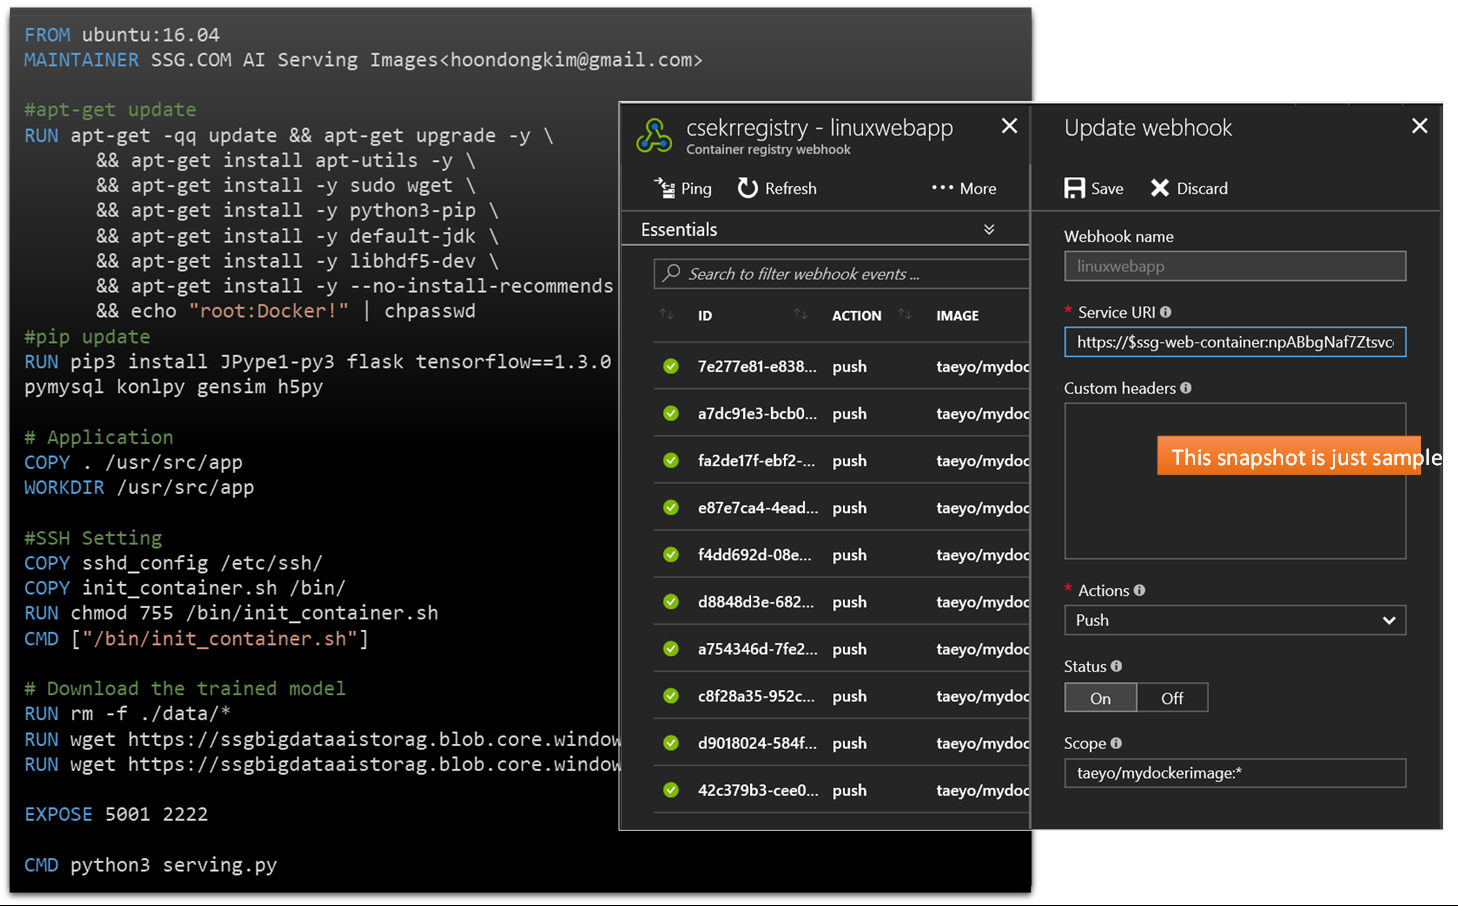 FROM ubuntu:16.04
MAINTAINER SSG.COM AI Serving Images<hoondongkim@gmail.com>
#apt-get update
RUN apt-get -qq update && apt-get upgrade -y \
&& apt-get install apt-utils -y \
&& apt-get install -y sudo wget \
&& apt-get install -y python3-pip \
&& apt-get install -y default-jdk \
&& apt-get install -y libhdf5-dev \
&& apt-get install -y --no-install-recommends
&& echo "root:Docker!" | chpasswd
#pip update
RUN pip3 install JPype1-py3 flask tensorflow==1.3.0
pymysql konlpy gensim h5py
# Application
COPY . /usr/src/app
WORKDIR /usr/src/app
#SSH Setting
COPY sshd_config /etc/ssh/
COPY init_container.sh /bin/
RUN chmod 755 /bin/init_container.sh
CMD ["/bin/init_container.sh"]
# Download the trained model
RUN rm -f ./data/*
RUN wget https://ssgbigdataaistorag.blob.core.window
RUN wget https://ssgbigdataaistorag.blob.core.window
EXPOSE 5001 2222
CMD python3 serving.py
csekrregistry - linuxwebapp
Container registry webhook
Ping Refresh ••• More
Essentials
Search to filter webhook events ...
ID ACTION IMAGE
7e277e81-e838... push taeyo/mydoc
a7dc91e3-bcb0... push taeyo/mydoc
fa2de17f-ebf2-... push taeyo/mydoc
e87e7ca4-4ead... push taeyo/mydoc
f4dd692d-08e... push taeyo/mydoc
d8848d3e-682... push taeyo/mydoc
a754346d-7fe2... push taeyo/mydoc
c8f28a35-952c... push taeyo/mydoc
d9018024-584f... push taeyo/mydoc
42c379b3-cee0... push taeyo/mydoc
Update webhook
Save Discard
Webhook name
linuxwebapp
* Service URI
https://$ssg-web-container:npABbgNaf7Ztsvc
Custom headers
This snapshot is just sample
* Actions
Push
Status
On Off
Scope
taeyo/mydockerimage:*